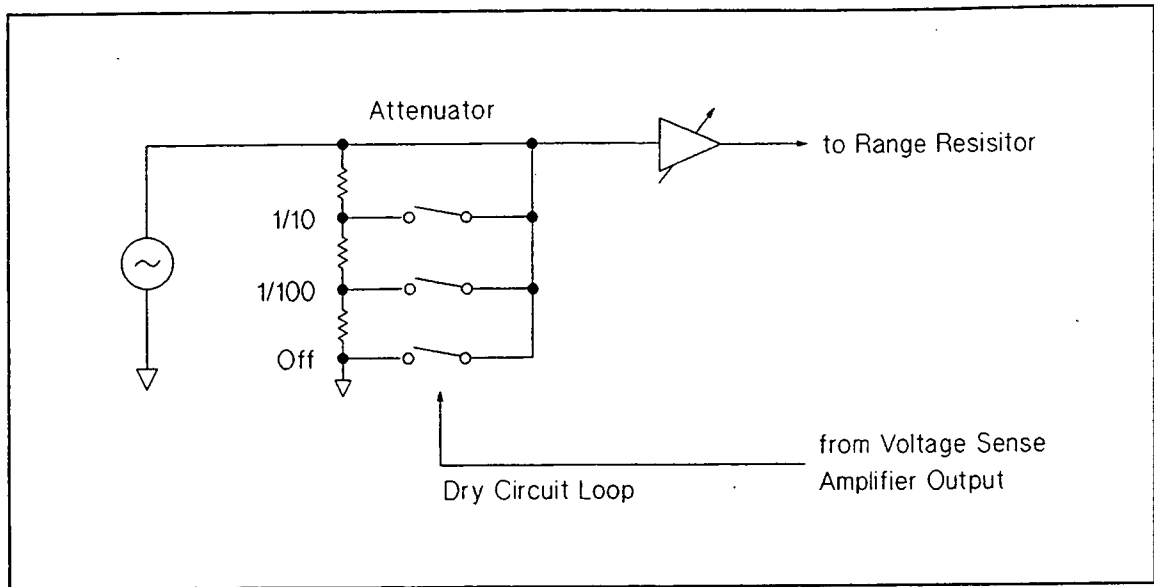 Attenuator
to Range Resisitor
1/10
1/100
Off
from Voltage Sense
Amplifier Output
Dry Circuit Loop